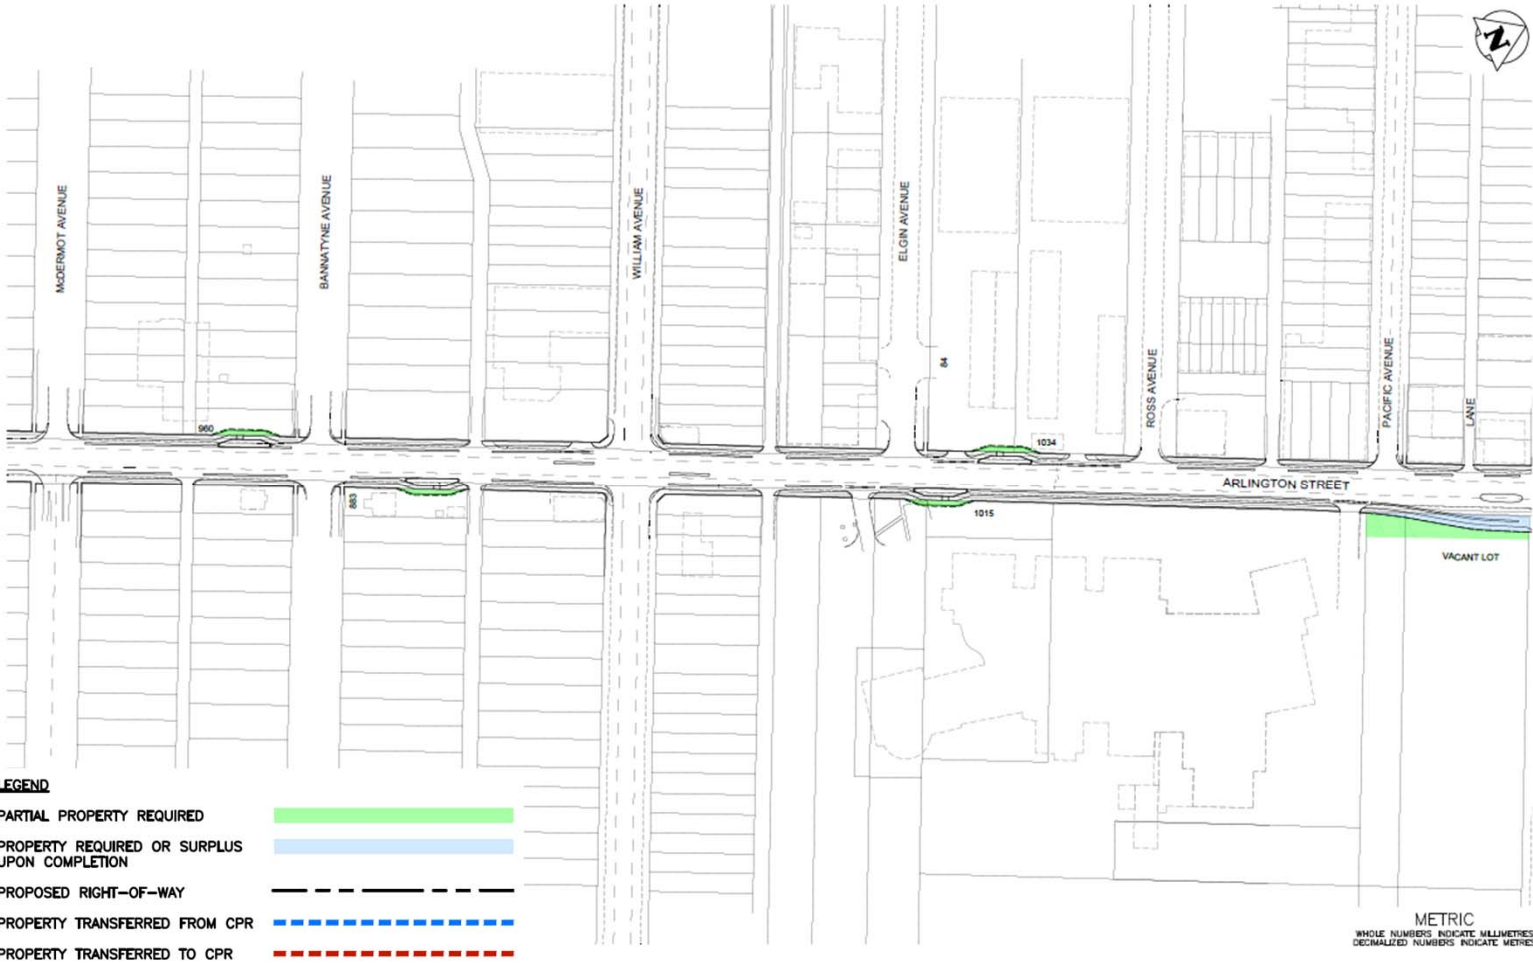 N
McDERMOT AVENUE
BANNATYNE AVENUE
WILLIAM AVENUE
ELGIN AVENUE
84
ROSS AVENUE
PACIFIC AVENUE
LANE
960
1034
883
1015
ARLINGTON STREET
VACANT LOT
LEGEND
PARTIAL PROPERTY REQUIRED
PROPERTY REQUIRED OR SURPLUS
UPON COMPLETION
PROPOSED RIGHT-OF-WAY
PROPERTY TRANSFERRED FROM CPR
PROPERTY TRANSFERRED TO CPR
METRIC
WHOLE NUMBERS INDICATE MILLIMETRES
DECIMALIZED NUMBERS INDICATE METRES